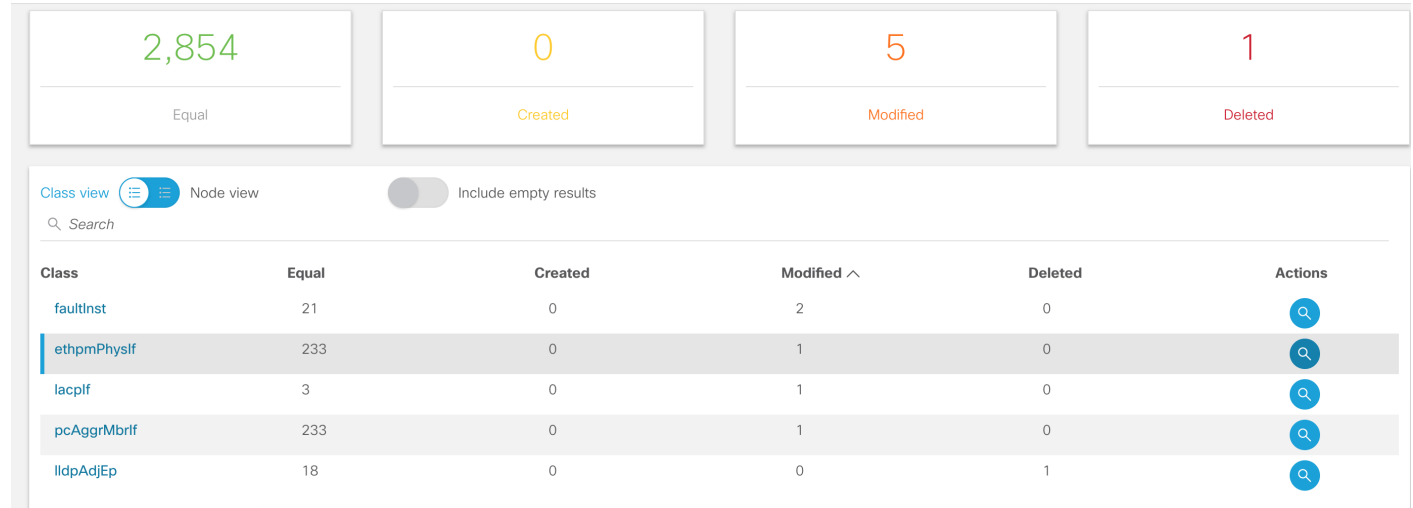 2,854 0 5 1
Equal Created Modified Deleted
Class view Node view Include empty results
Search
Class Equal Created Modified Deleted Actions
faultInst 21 0 2 0
ethpmPhysIf 233 0 1 0
lacpIf 3 0 1 0
pcAggrMbrIf 233 0 1 0
lldpAdjEp 18 0 0 1